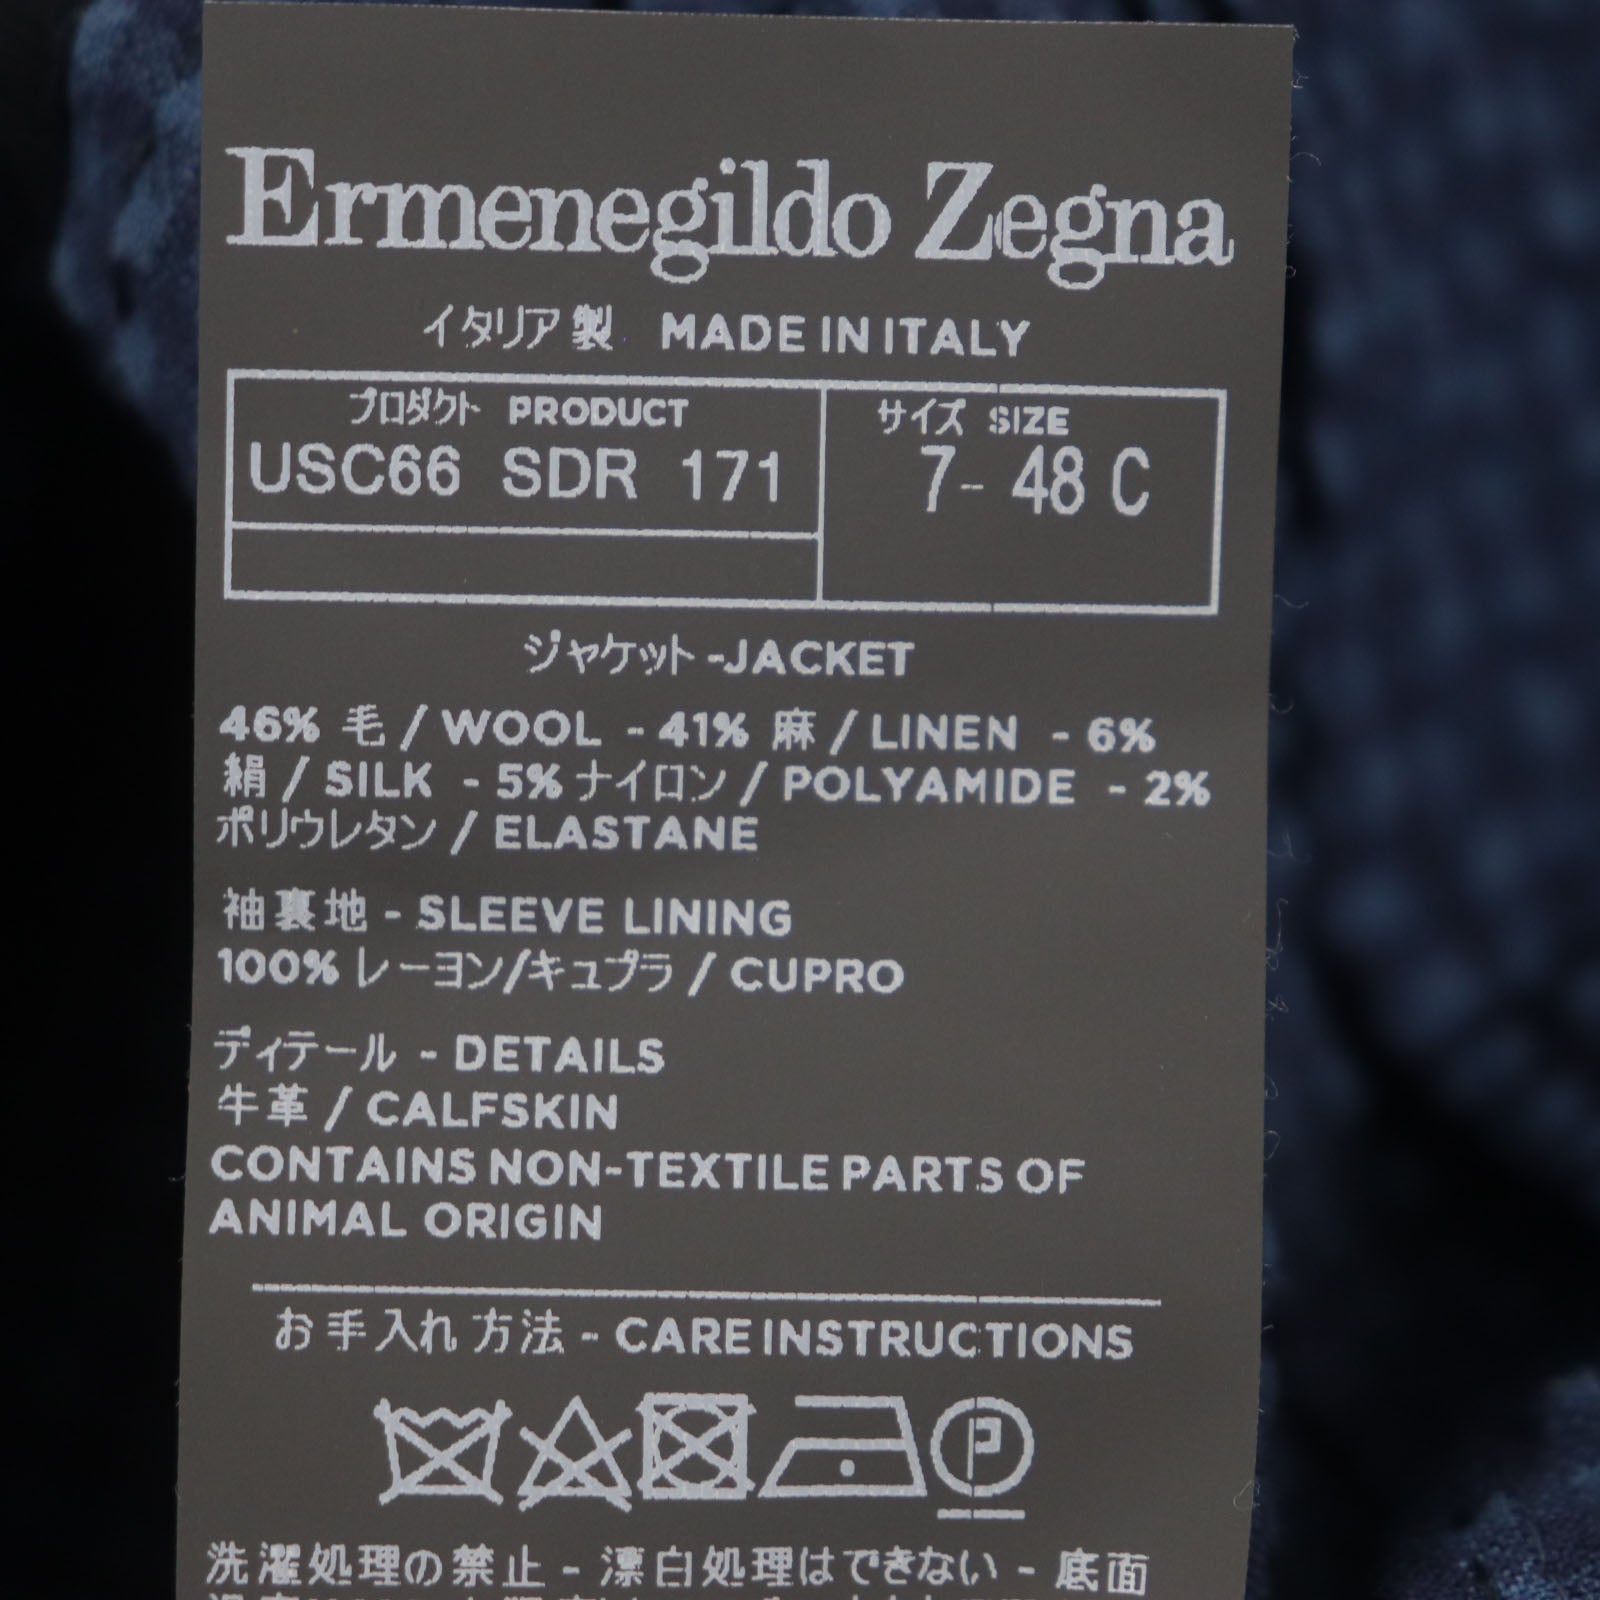 Ermenegildo Zegna
イタリア製 MADE IN ITALY
プロダクト PRODUCT
USC66 SDR 171
サイズ SIZE
7- 48 C
ジャケット -JACKET
46% 毛 / WOOL - 41% 麻 / LINEN - 6%
絹 / SILK - 5% ナイロン / POLYAMIDE - 2%
ポリウレタン / ELASTANE
袖裏地 - SLEEVE LINING
100% レーヨン/キュプラ / CUPRO
ディテール - DETAILS
牛革 / CALFSKIN
CONTAINS NON-TEXTILE PARTS OF
ANIMAL ORIGIN
お手入れ方法 - CARE INSTRUCTIONS
P
洗濯処理の禁止 - 漂白処理はできない - 底面